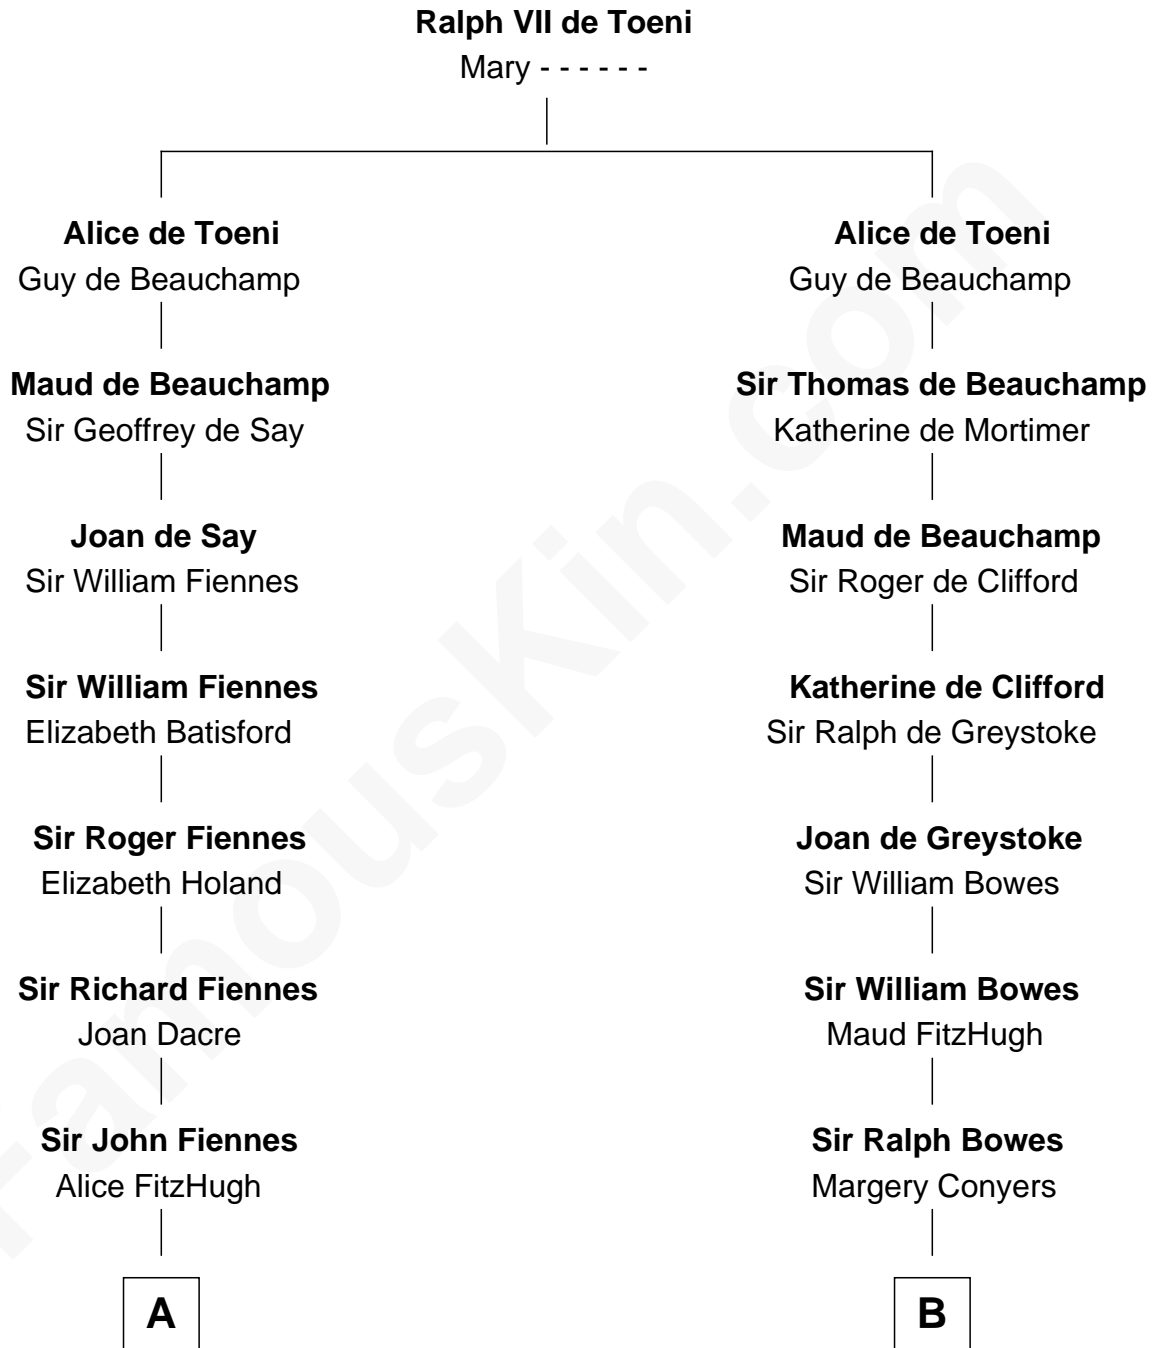 Ralph VII de Toeni
Mary - - - - - -
Alice de Toeni
Guy de Beauchamp
Maud de Beauchamp
Sir Geoffrey de Say
Joan de Say
Sir William Fiennes
Sir William Fiennes
Elizabeth Batisford
Sir Roger Fiennes
Elizabeth Holand
Sir Richard Fiennes
Joan Dacre
Sir John Fiennes
Alice FitzHugh
A
Alice de Toeni
Guy de Beauchamp
Sir Thomas de Beauchamp
Katherine de Mortimer
Maud de Beauchamp
Sir Roger de Clifford
Katherine de Clifford
Sir Ralph de Greystoke
Joan de Greystoke
Sir William Bowes
Sir William Bowes
Maud FitzHugh
Sir Ralph Bowes
Margery Conyers
B
FamousKin.com